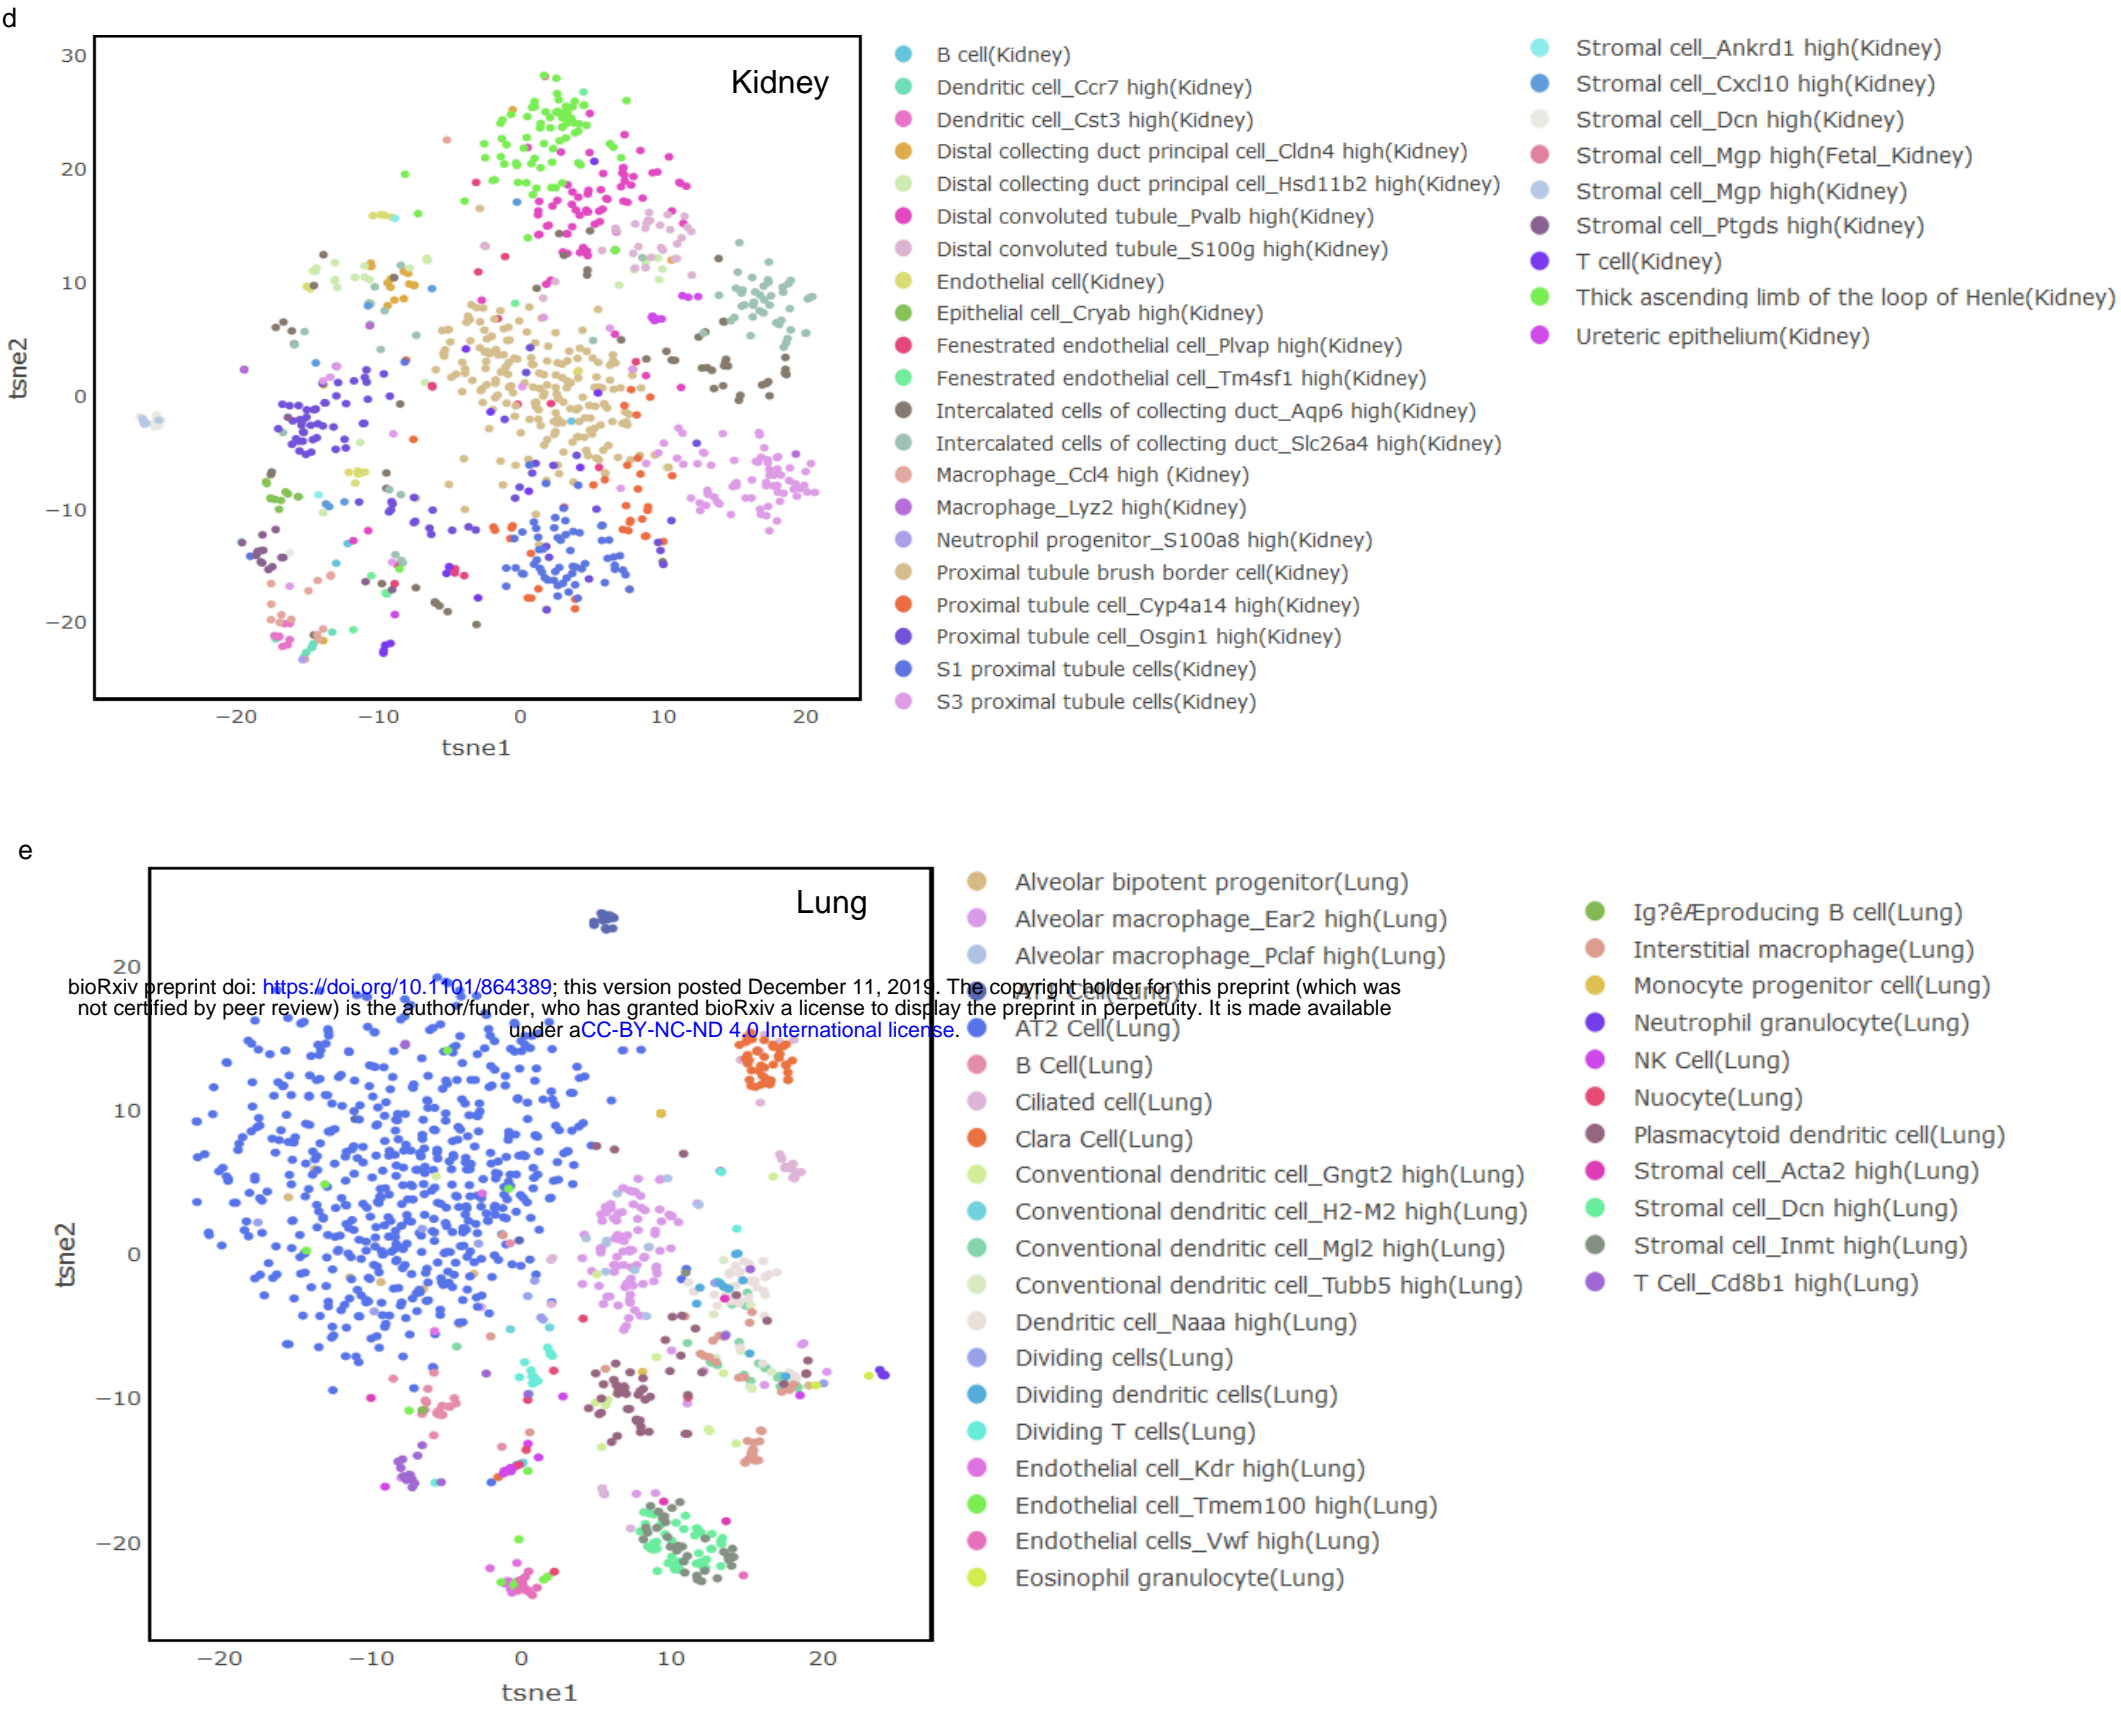 d
Kidney
30
20
10
0
−10
−20
tsne2
−20 −10 0 10 20
tsne1
B cell(Kidney)
Dendritic cell_Ccr7 high(Kidney)
Dendritic cell_Cst3 high(Kidney)
Distal collecting duct principal cell_Cldn4 high(Kidney)
Distal collecting duct principal cell_Hsd11b2 high(Kidney)
Distal convoluted tubule_Pvalb high(Kidney)
Distal convoluted tubule_S100g high(Kidney)
Endothelial cell(Kidney)
Epithelial cell_Cryab high(Kidney)
Fenestrated endothelial cell_Plvap high(Kidney)
Fenestrated endothelial cell_Tm4sf1 high(Kidney)
Intercalated cells of collecting duct_Aqp6 high(Kidney)
Intercalated cells of collecting duct_Slc26a4 high(Kidney)
Macrophage_Ccl4 high (Kidney)
Macrophage_Lyz2 high(Kidney)
Neutrophil progenitor_S100a8 high(Kidney)
Proximal tubule brush border cell(Kidney)
Proximal tubule cell_Cyp4a14 high(Kidney)
Proximal tubule cell_Osgin1 high(Kidney)
S1 proximal tubule cells(Kidney)
S3 proximal tubule cells(Kidney)
Stromal cell_Ankrd1 high(Kidney)
Stromal cell_Cxcl10 high(Kidney)
Stromal cell_Dcn high(Kidney)
Stromal cell_Mgp high(Fetal_Kidney)
Stromal cell_Mgp high(Kidney)
Stromal cell_Ptgds high(Kidney)
T cell(Kidney)
Thick ascending limb of the loop of Henle(Kidney)
Ureteric epithelium(Kidney)
e
Lung
20
10
0
−10
−20
tsne2
−20 −10 0 10 20
tsne1
bioRxiv preprint doi: https://doi.org/10.1101/864389; this version posted December 11, 2019. The copyright holder for this preprint (which was
not certified by peer review) is the author/funder, who has granted bioRxiv a license to display the preprint in perpetuity. It is made available
under aCC-BY-NC-ND 4.0 International license.
Alveolar bipotent progenitor(Lung)
Alveolar macrophage_Ear2 high(Lung)
Alveolar macrophage_Pclaf high(Lung)
AT1 Cell(Lung)
AT2 Cell(Lung)
B Cell(Lung)
Ciliated cell(Lung)
Clara Cell(Lung)
Conventional dendritic cell_Gngt2 high(Lung)
Conventional dendritic cell_H2-M2 high(Lung)
Conventional dendritic cell_Mgl2 high(Lung)
Conventional dendritic cell_Tubb5 high(Lung)
Dendritic cell_Naaa high(Lung)
Dividing cells(Lung)
Dividing dendritic cells(Lung)
Dividing T cells(Lung)
Endothelial cell_Kdr high(Lung)
Endothelial cell_Tmem100 high(Lung)
Endothelial cells_Vwf high(Lung)
Eosinophil granulocyte(Lung)
Ig?êÆproducing B cell(Lung)
Interstitial macrophage(Lung)
Monocyte progenitor cell(Lung)
Neutrophil granulocyte(Lung)
NK Cell(Lung)
Nuocyte(Lung)
Plasmacytoid dendritic cell(Lung)
Stromal cell_Acta2 high(Lung)
Stromal cell_Dcn high(Lung)
Stromal cell_Inmt high(Lung)
T Cell_Cd8b1 high(Lung)